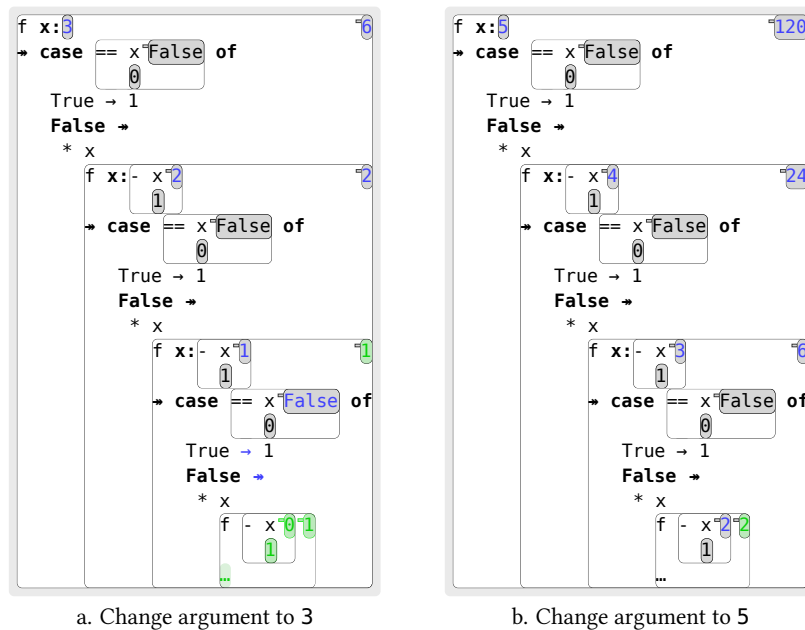 f x:3 6
↠ case == x False of
0
True → 1
False ↠
* x
f x:- x 2 2
1
↠ case == x False of
0
True → 1
False ↠
* x
f x:- x 1 1
1
↠ case == x False of
0
True → 1
False ↠
* x
f - x 0 1
1
…
a. Change argument to 3
f x:5 120
↠ case == x False of
0
True → 1
False ↠
* x
f x:- x 4 24
1
↠ case == x False of
0
True → 1
False ↠
* x
f x:- x 3 6
1
↠ case == x False of
0
True → 1
False ↠
* x
f - x 2 2
1
…
b. Change argument to 5